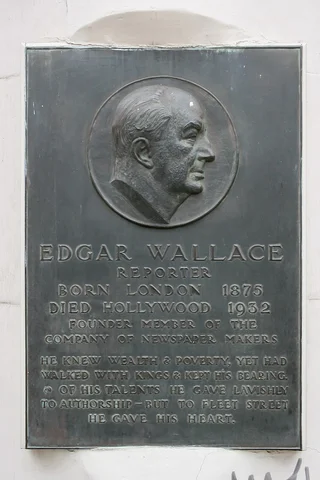 EDGAR WALLACE
REPORTER
BORN LONDON 1875
DIED HOLLYWOOD 1932
FOUNDER MEMBER OF THE
COMPANY OF NEWSPAPER MAKERS
HE KNEW WEALTH & POVERTY, YET HAD
WALKED WITH KINGS & KEPT HIS BEARING.
OF HIS TALENTS HE GAVE LAVISHLY
TO AUTHORSHIP – BUT TO FLEET STREET
HE GAVE HIS HEART.